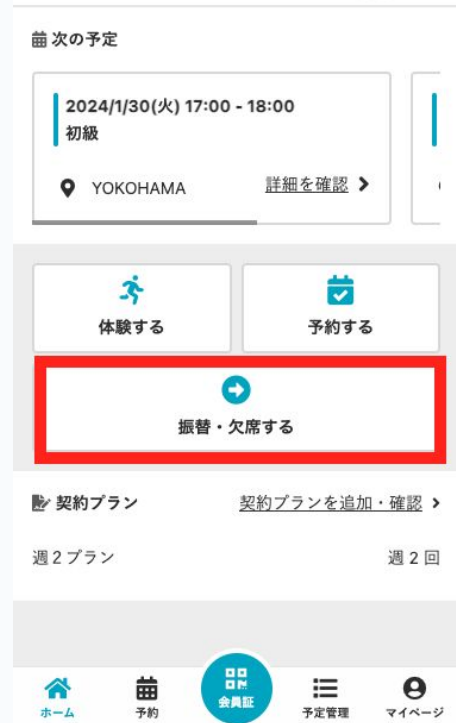 次の予定
2024/1/30(火) 17:00 - 18:00
初級
YOKOHAMA 詳細を確認
体験する 予約する
振替・欠席する
契約プラン 契約プランを追加・確認
週2プラン 週2回
ホーム 予約 会員証 予定管理 マイページ